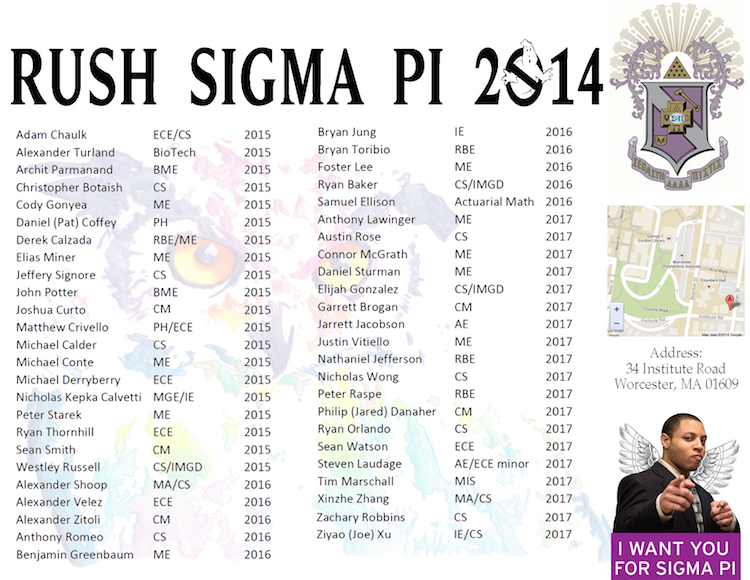 RUSH SIGMA PI 2014
Adam Chaulk ECE/CS 2015
Alexander Turland BioTech 2015
Archit Parmanand BME 2015
Christopher Botaish CS 2015
Cody Gonyea ME 2015
Daniel (Pat) Coffey PH 2015
Derek Calzada RBE/ME 2015
Elias Miner ME 2015
Jeffery Signore CS 2015
John Potter BME 2015
Joshua Curto CM 2015
Matthew Crivello PH/ECE 2015
Michael Calder CS 2015
Michael Conte ME 2015
Michael Derryberry ECE 2015
Nicholas Kepka Calvetti MGE/IE 2015
Peter Starek ME 2015
Ryan Thornhill ECE 2015
Sean Smith CM 2015
Westley Russell CS/IMGD 2015
Alexander Shoop MA/CS 2016
Alexander Velez ECE 2016
Alexander Zitoli CM 2016
Anthony Romeo CS 2016
Benjamin Greenbaum ME 2016
Bryan Jung IE 2016
Bryan Toribio RBE 2016
Foster Lee ME 2016
Ryan Baker CS/IMGD 2016
Samuel Ellison Actuarial Math 2016
Anthony Lawinger ME 2017
Austin Rose CS 2017
Connor McGrath ME 2017
Daniel Sturman ME 2017
Elijah Gonzalez CS/IMGD 2017
Garrett Brogan CM 2017
Jarrett Jacobson AE 2017
Justin Vitiello ME 2017
Nathaniel Jefferson RBE 2017
Nicholas Wong CS 2017
Peter Raspe RBE 2017
Philip (Jared) Danaher CM 2017
Ryan Orlando CS 2017
Sean Watson ECE 2017
Steven Laudage AE/ECE minor 2017
Tim Marschall MIS 2017
Xinzhe Zhang MA/CS 2017
Zachary Robbins CS 2017
Ziyao (Joe) Xu IE/CS 2017
ΣΠ
George C
Gordon Library
Worcester
Polytechnic Institute
Institute Rd
Map data ©2014 Google
Address:
34 Institute Road
Worcester, MA 01609
I WANT YOU
FOR SIGMA PI